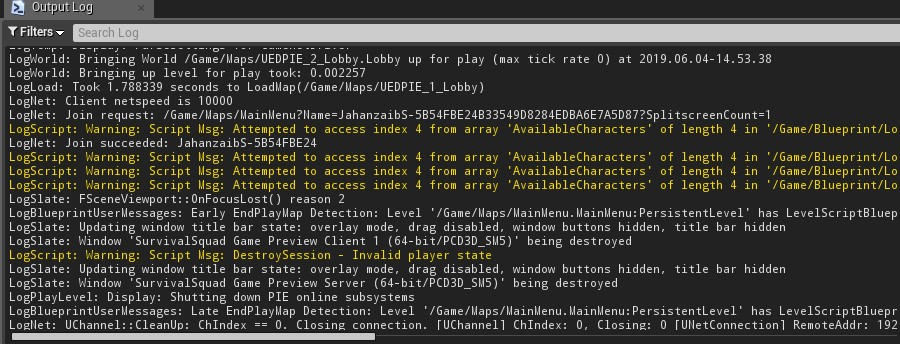 Output Log
Filters
Search Log
LogWorld: Bringing World /Game/Maps/UEDPIE_2_Lobby.Lobby up for play (max tick rate 0) at 2019.06.04-14.53.38
LogWorld: Bringing up level for play took: 0.002257
LogLoad: Took 1.788339 seconds to LoadMap(/Game/Maps/UEDPIE_1_Lobby)
LogNet: Client netspeed is 10000
LogNet: Join request: /Game/Maps/MainMenu?Name=JahanzaibS-5B54FBE24B33549D8284EDBA6E7A5D87?SplitscreenCount=1
LogScript: Warning: Script Msg: Attempted to access index 4 from array 'AvailableCharacters' of length 4 in '/Game/Blueprint/Lo
LogNet: Join succeeded: JahanzaibS-5B54FBE24
LogScript: Warning: Script Msg: Attempted to access index 4 from array 'AvailableCharacters' of length 4 in '/Game/Blueprint/Lo
LogScript: Warning: Script Msg: Attempted to access index 4 from array 'AvailableCharacters' of length 4 in '/Game/Blueprint/Lo
LogScript: Warning: Script Msg: Attempted to access index 4 from array 'AvailableCharacters' of length 4 in '/Game/Blueprint/Lo
LogSlate: FSceneViewport::OnFocusLost() reason 2
LogBlueprintUserMessages: Early EndPlayMap Detection: Level '/Game/Maps/MainMenu.MainMenu:PersistentLevel' has LevelScriptBluep
LogSlate: Updating window title bar state: overlay mode, drag disabled, window buttons hidden, title bar hidden
LogSlate: Window 'SurvivalSquad Game Preview Client 1 (64-bit/PCD3D_SM5)' being destroyed
LogScript: Warning: Script Msg: DestroySession - Invalid player state
LogSlate: Updating window title bar state: overlay mode, drag disabled, window buttons hidden, title bar hidden
LogSlate: Window 'SurvivalSquad Game Preview Server (64-bit/PCD3D_SM5)' being destroyed
LogPlayLevel: Display: Shutting down PIE online subsystems
LogBlueprintUserMessages: Late EndPlayMap Detection: Level '/Game/Maps/MainMenu.MainMenu:PersistentLevel' has LevelScriptBluepr
LogNet: UChannel::CleanUp: ChIndex == 0. Closing connection. [UChannel] ChIndex: 0, Closing: 0 [UNetConnection] RemoteAddr: 192